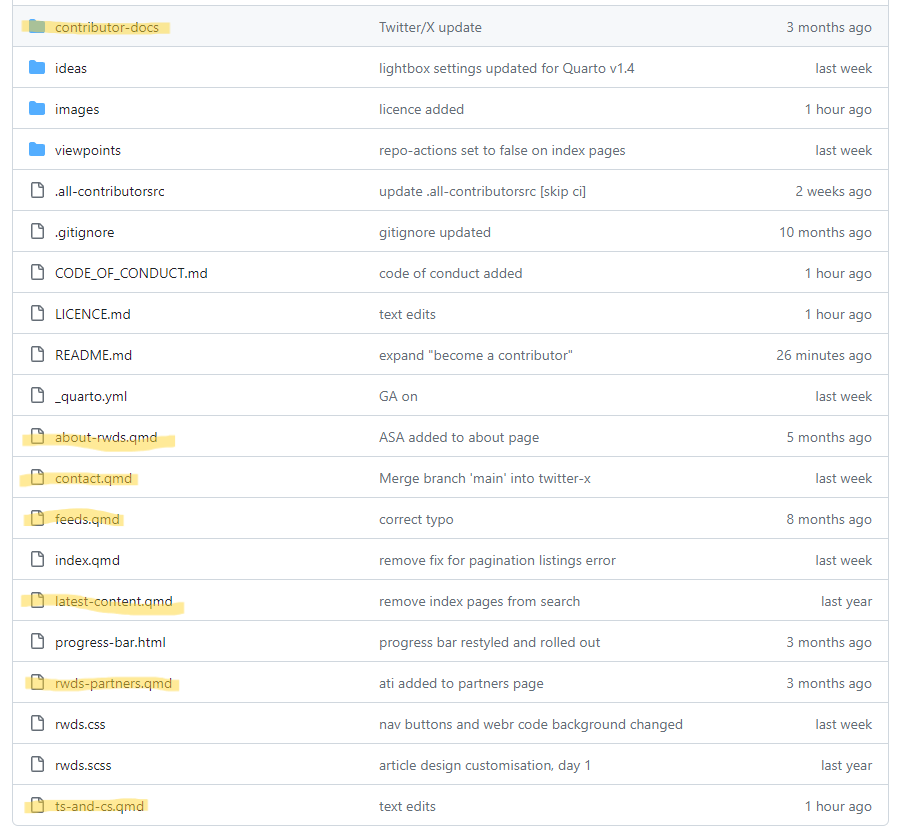 contributor-docs Twitter/X update 3 months ago
ideas lightbox settings updated for Quarto v1.4 last week
images licence added 1 hour ago
viewpoints repo-actions set to false on index pages last week
.all-contributorsrc update .all-contributorsrc [skip ci] 2 weeks ago
.gitignore gitignore updated 10 months ago
CODE_OF_CONDUCT.md code of conduct added 1 hour ago
LICENCE.md text edits 1 hour ago
README.md expand "become a contributor" 26 minutes ago
_quarto.yml GA on last week
about-rwds.qmd ASA added to about page 5 months ago
contact.qmd Merge branch 'main' into twitter-x last week
feeds.qmd correct typo 8 months ago
index.qmd remove fix for pagination listings error last week
latest-content.qmd remove index pages from search last year
progress-bar.html progress bar restyled and rolled out 3 months ago
rwds-partners.qmd ati added to partners page 3 months ago
rwds.css nav buttons and webr code background changed last week
rwds.scss article design customisation, day 1 last year
ts-and-cs.qmd text edits 1 hour ago